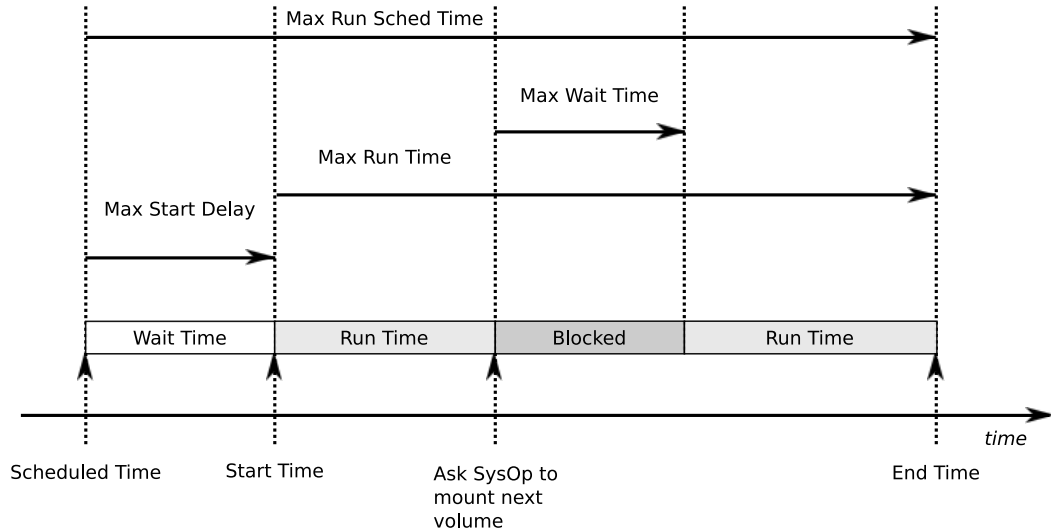 Max Run Sched Time
Max Wait Time
Max Run Time
Max Start Delay
Wait Time
Run Time
Blocked
Run Time
time
Scheduled Time
Start Time
Ask SysOp to
mount next
volume
End Time